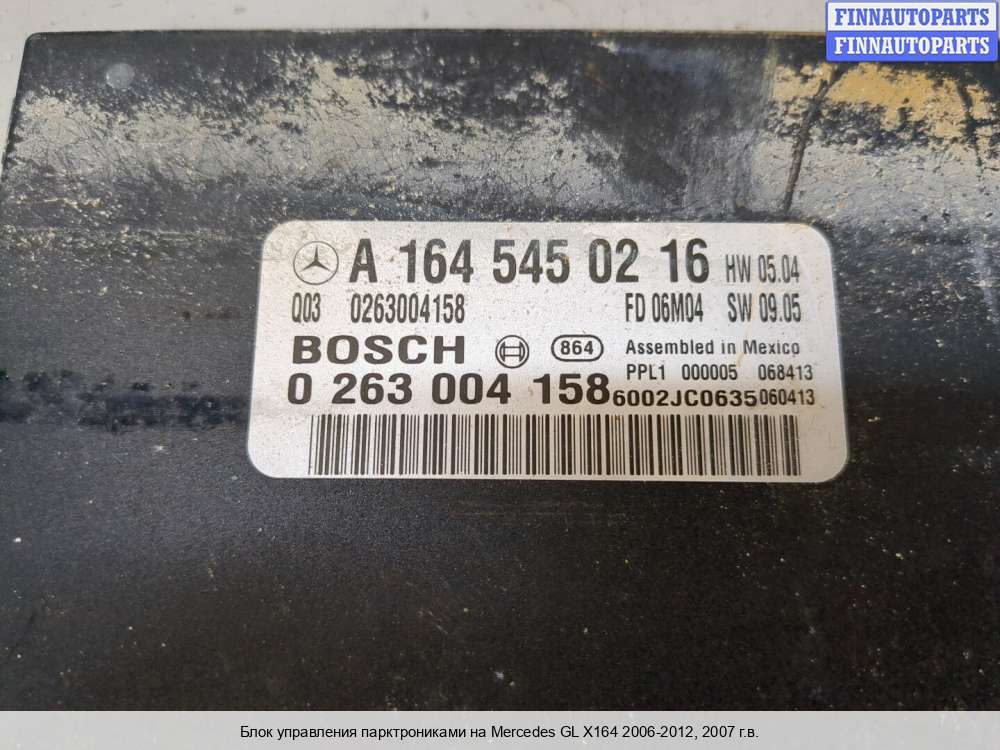 FINNAUTOPARTS
FINNAUTOPARTS
A 164 545 02 16 HW 05.04
Q03 0263004158 FD 06M04 SW 09.05
BOSCH 864 Assembled in Mexico
PPL1 000005 068413
0 263 004 158 6002JC0635 060413
Блок управления парктрониками на Mercedes GL X164 2006-2012, 2007 г.в.